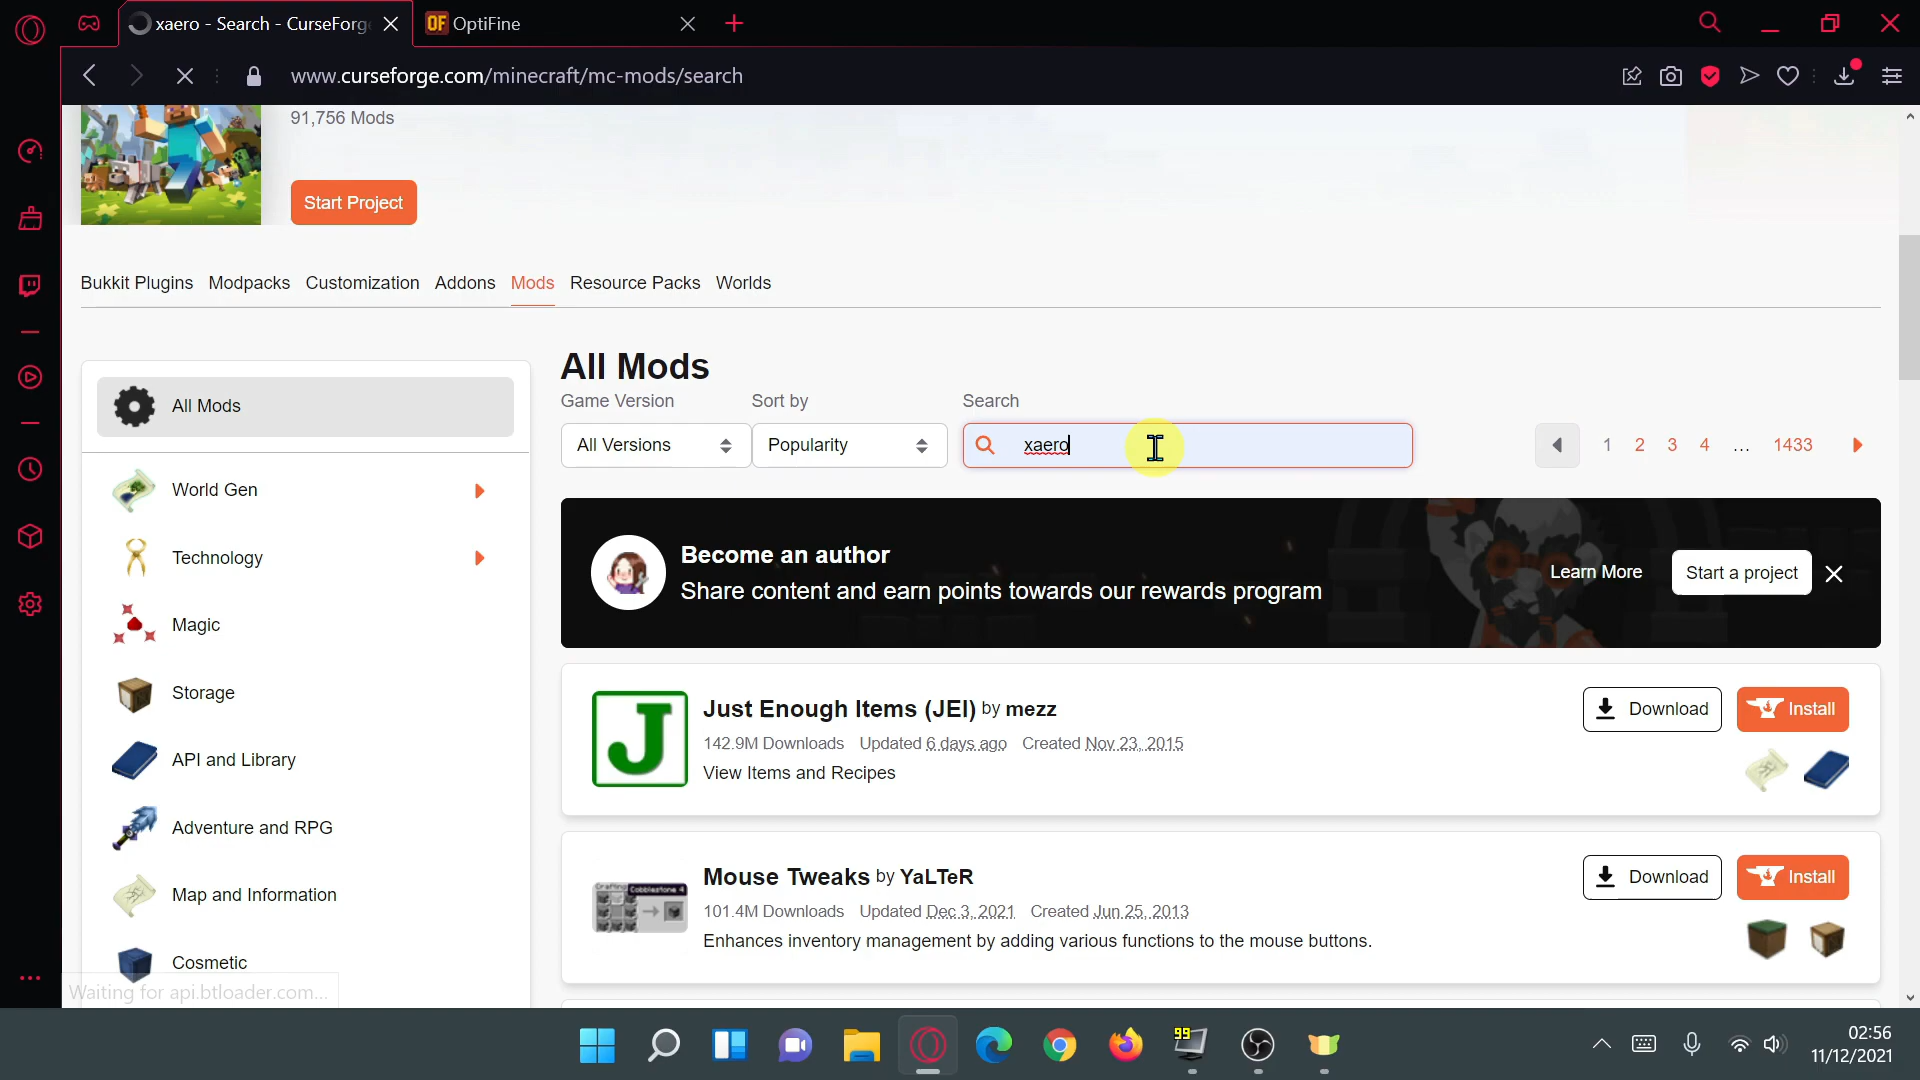 xaero - Search - CurseForg
OF OptiFine
www.curseforge.com/minecraft/mc-mods/search
91,756 Mods
Start Project
Bukkit Plugins Modpacks Customization Addons Mods Resource Packs Worlds
All Mods
World Gen
Technology
Magic
Storage
API and Library
Adventure and RPG
Map and Information
Cosmetic
Waiting for api.btloader.com...
All Mods
Game Version Sort by Search
All Versions Popularity xaero 1 2 3 4 ... 1433
Become an author
Share content and earn points towards our rewards program
Learn More Start a project
J
Just Enough Items (JEI) by mezz
142.9M Downloads Updated 6 days ago Created Nov 23, 2015
View Items and Recipes
Download Install
Crafting Cobblestone 4
Mouse Tweaks by YaLTeR
101.4M Downloads Updated Dec 3, 2021 Created Jun 25, 2013
Enhances inventory management by adding various functions to the mouse buttons.
Download Install
99
02:56
11/12/2021